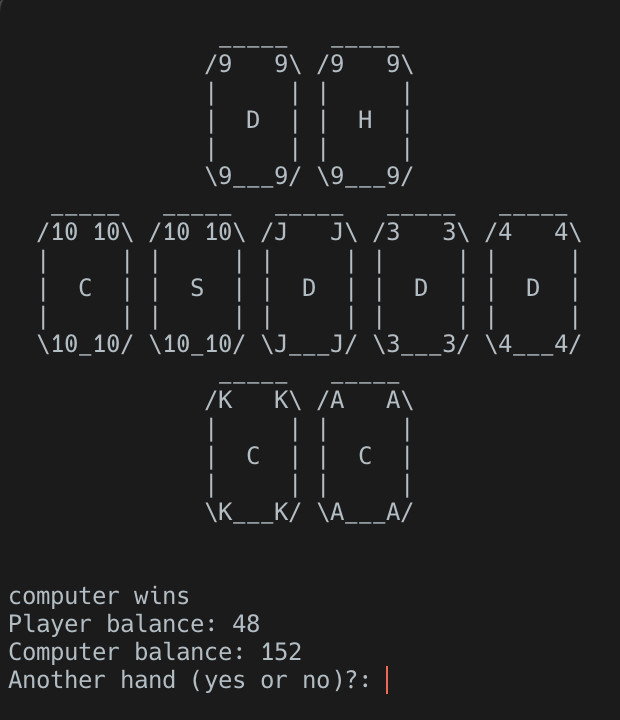 _____   _____
/9   9\ /9   9\
|     | |     |
|  D  | |  H  |
|     | |     |
\9___9/ \9___9/
 _____   _____   _____   _____   _____
/10 10\ /10 10\ /J   J\ /3   3\ /4   4\
|     | |     | |     | |     | |     |
|  C  | |  S  | |  D  | |  D  | |  D  |
|     | |     | |     | |     | |     |
\10_10/ \10_10/ \J___J/ \3___3/ \4___4/
 _____   _____
/K   K\ /A   A\
|     | |     |
|  C  | |  C  |
|     | |     |
\K___K/ \A___A/
computer wins
Player balance: 48
Computer balance: 152
Another hand (yes or no)?: